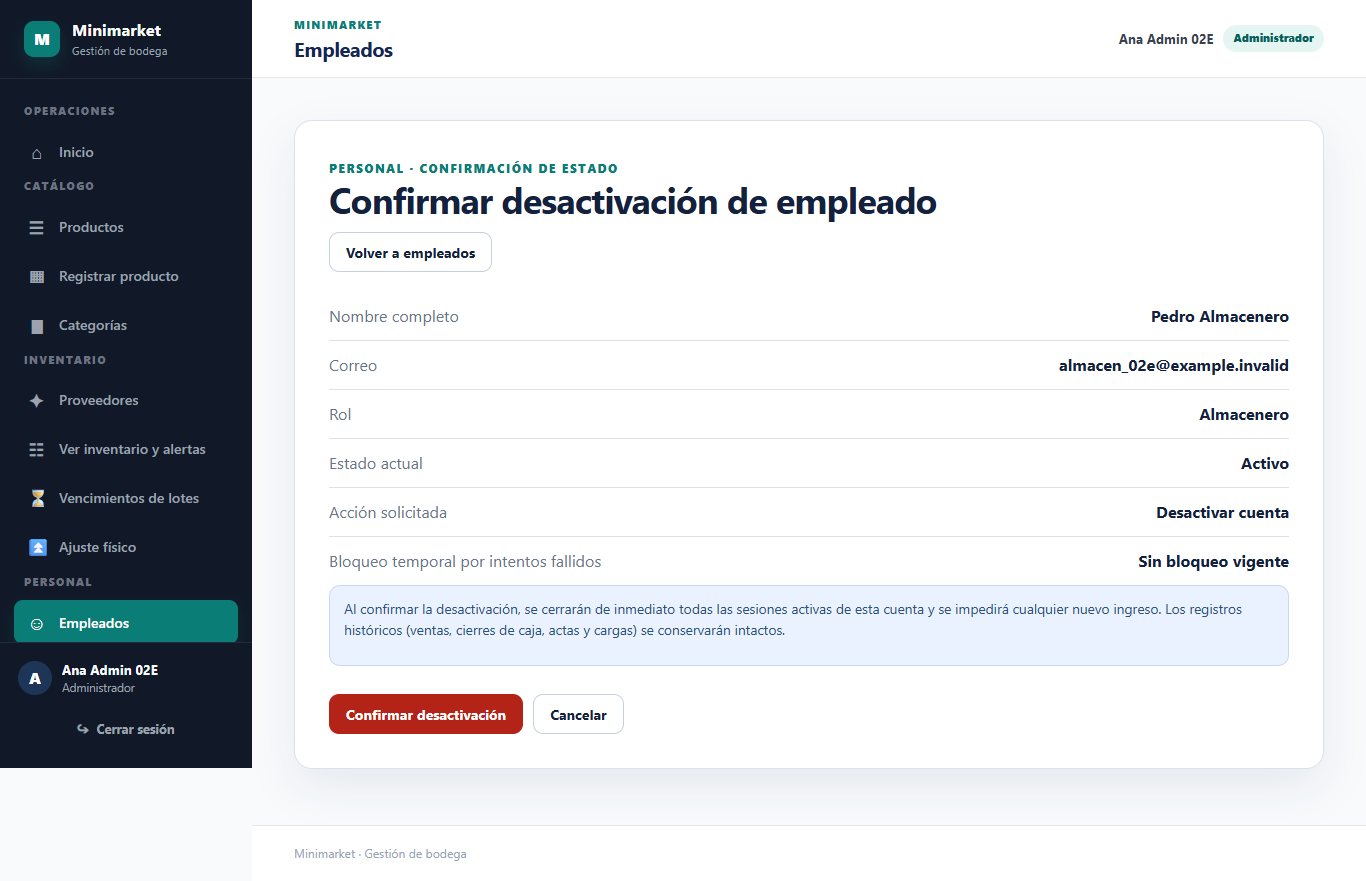 M
Minimarket
Gestión de bodega
OPERACIONES
Inicio
CATÁLOGO
Productos
Registrar producto
Categorías
INVENTARIO
Proveedores
Ver inventario y alertas
Vencimientos de lotes
Ajuste físico
PERSONAL
Empleados
A
Ana Admin 02E
Administrador
Cerrar sesión
MINIMARKET
Empleados
Ana Admin 02E Administrador
PERSONAL · CONFIRMACIÓN DE ESTADO
Confirmar desactivación de empleado
Volver a empleados
Nombre completo Pedro Almacenero
Correo almacen_02e@example.invalid
Rol Almacenero
Estado actual Activo
Acción solicitada Desactivar cuenta
Bloqueo temporal por intentos fallidos Sin bloqueo vigente
Al confirmar la desactivación, se cerrarán de inmediato todas las sesiones activas de esta cuenta y se impedirá cualquier nuevo ingreso. Los registros
históricos (ventas, cierres de caja, actas y cargas) se conservarán intactos.
Confirmar desactivación Cancelar
Minimarket · Gestión de bodega